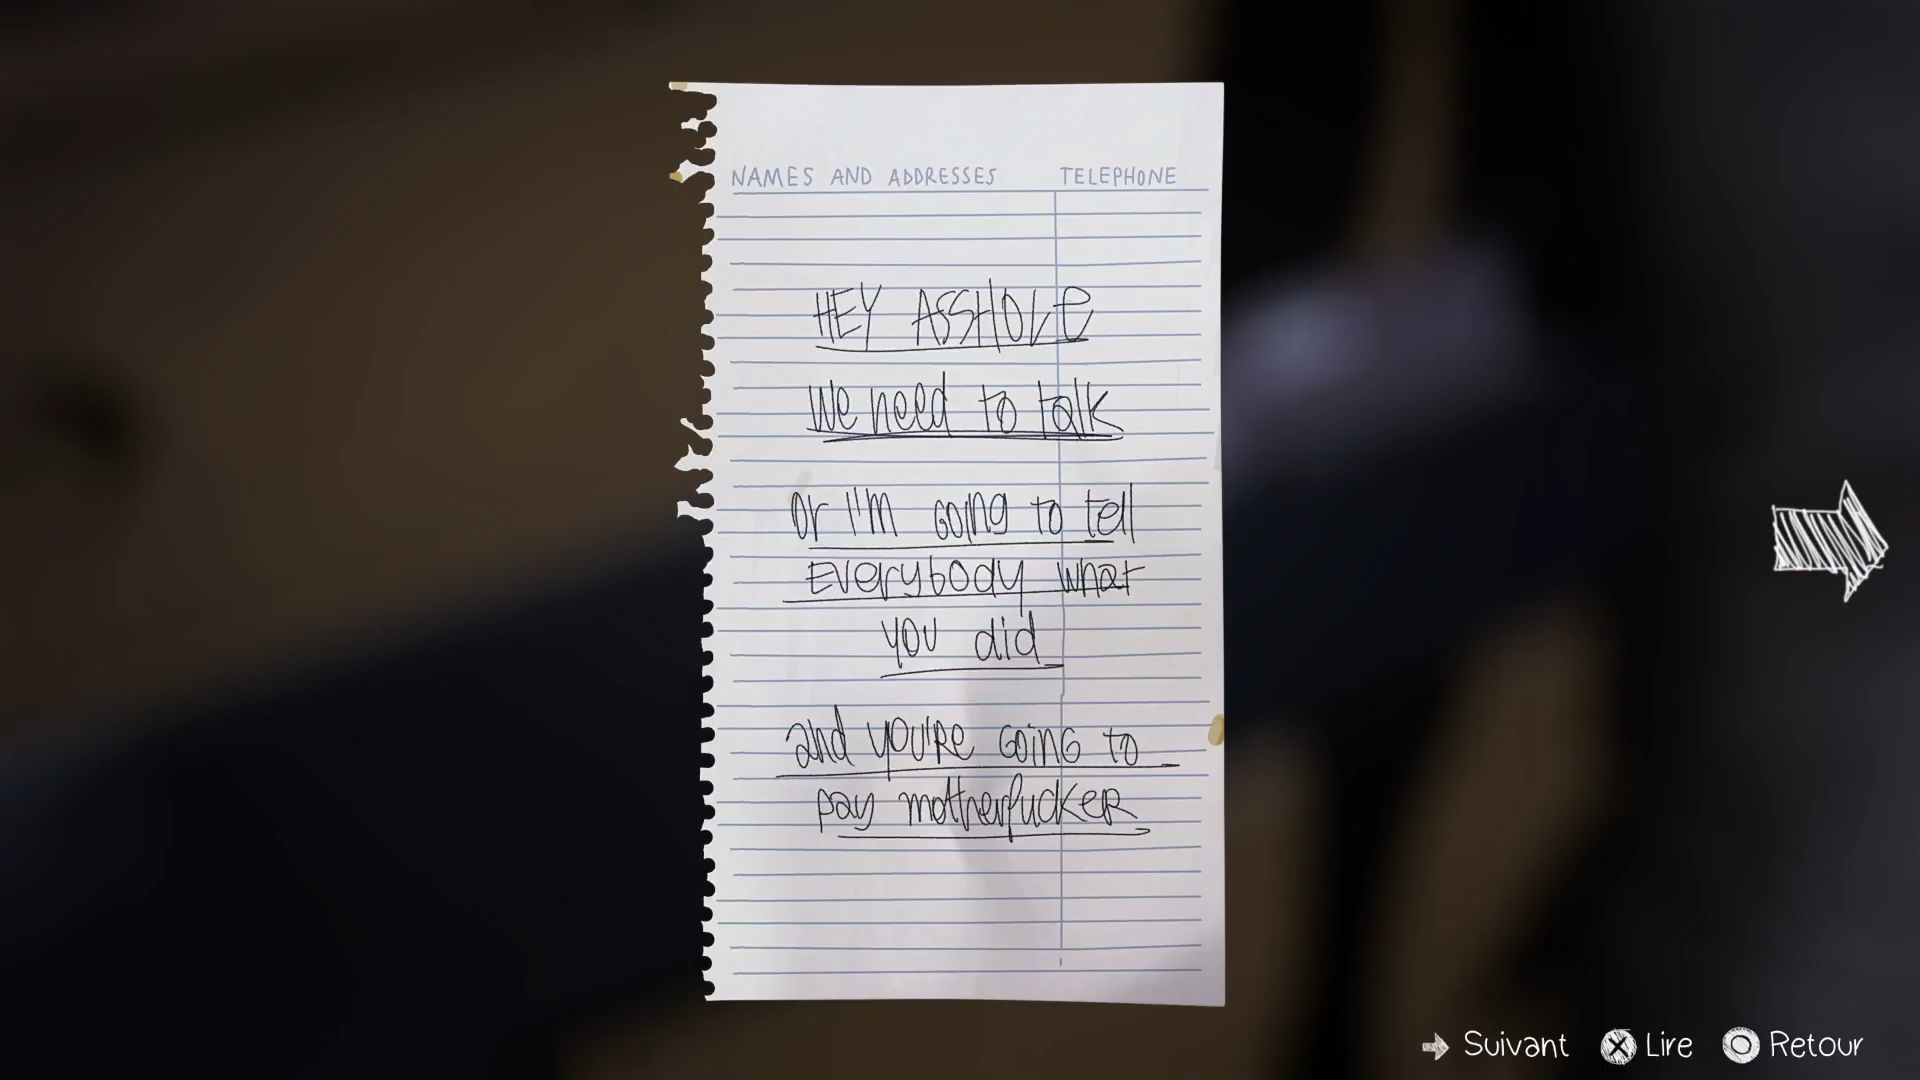 NAMES AND ADDRESSES TELEPHONE
HEY ASSHOLE
We need to talk
Or I'm GOING to tell
Everybody what
you did
and you're GOING to
pay motherfucker
Suivant Lire Retour